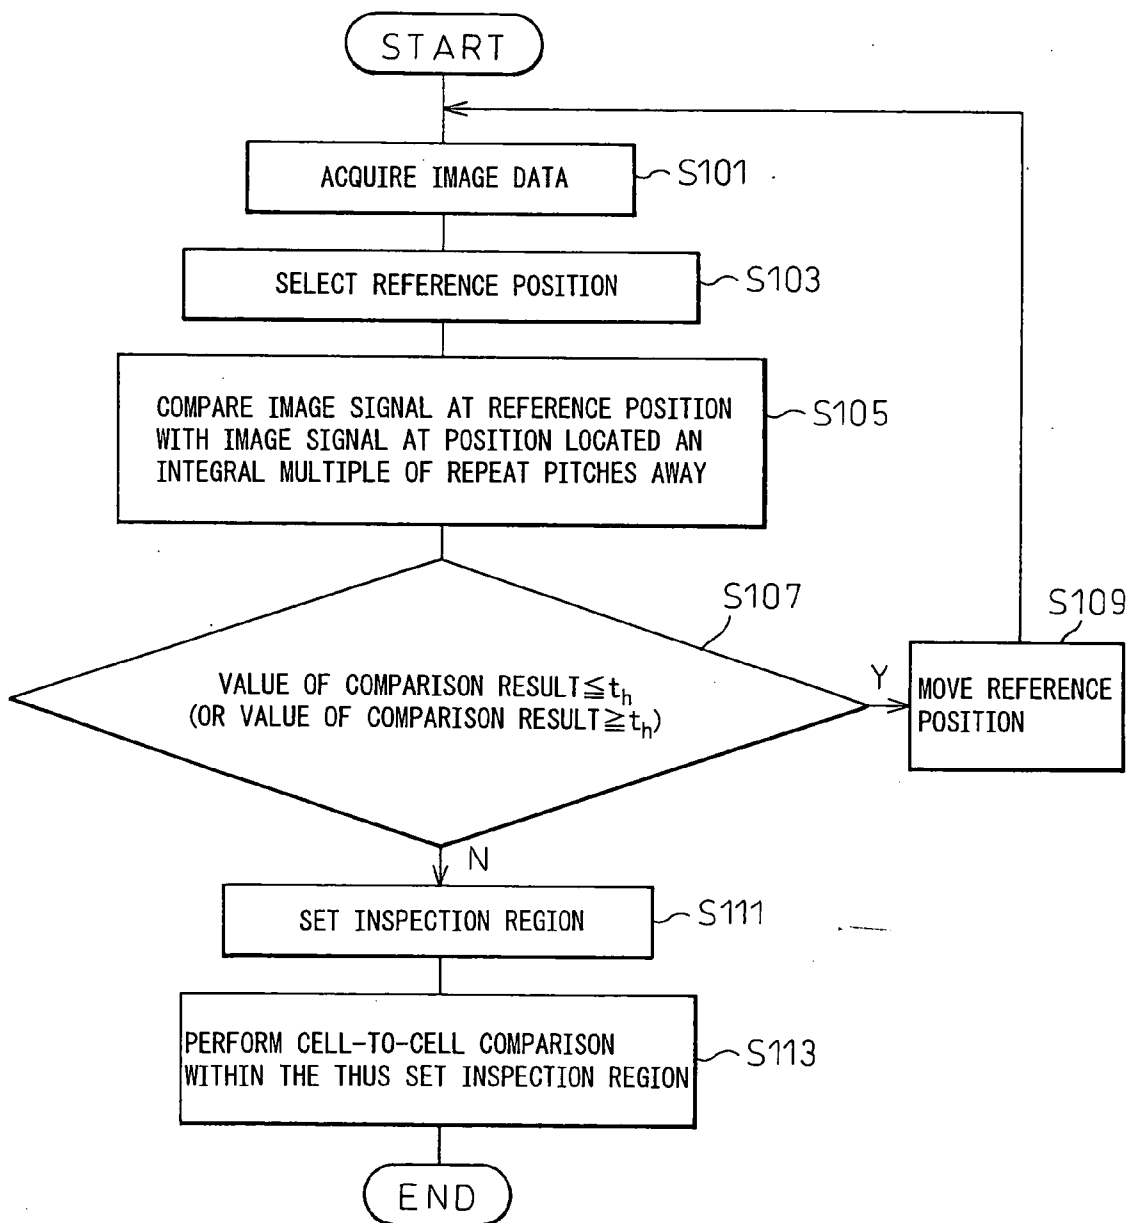 START
ACQUIRE IMAGE DATA
S101
SELECT REFERENCE POSITION
S103
COMPARE IMAGE SIGNAL AT REFERENCE POSITION
WITH IMAGE SIGNAL AT POSITION LOCATED AN
INTEGRAL MULTIPLE OF REPEAT PITCHES AWAY
S105
S107
VALUE OF COMPARISON RESULT≦th
(OR VALUE OF COMPARISON RESULT≧th)
Y
S109
MOVE REFERENCE
POSITION
N
SET INSPECTION REGION
S111
PERFORM CELL-TO-CELL COMPARISON
WITHIN THE THUS SET INSPECTION REGION
S113
END